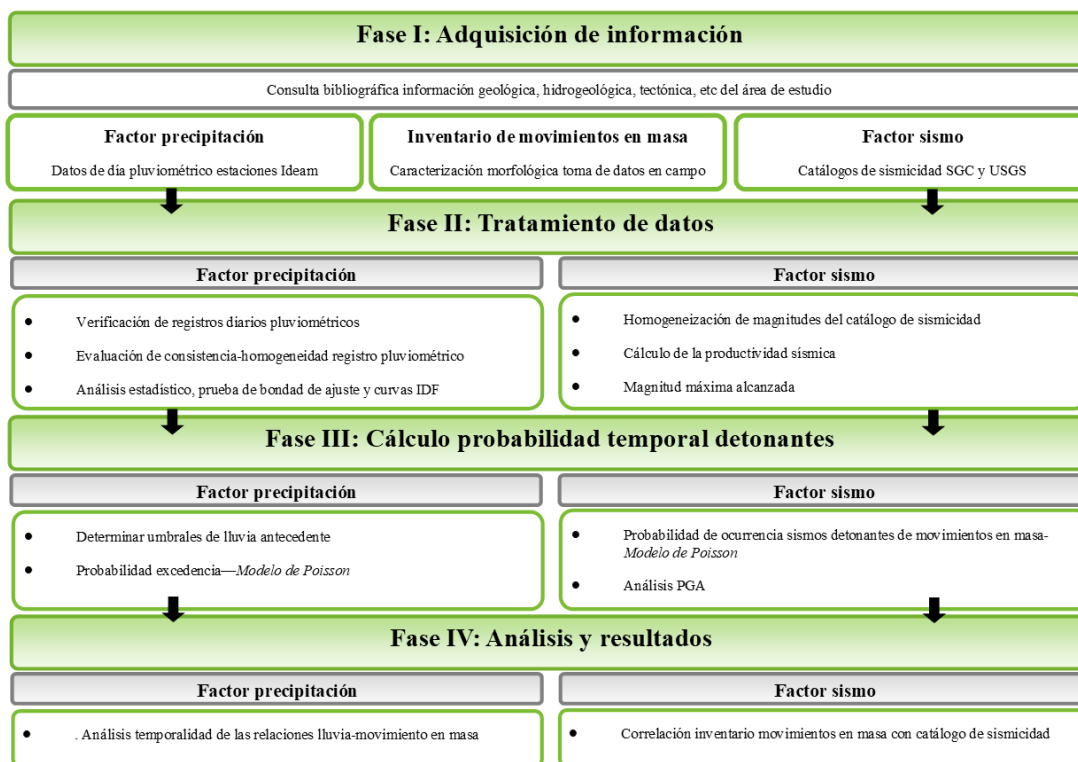 Fase I: Adquisición de información
Consulta bibliográfica información geológica, hidrogeológica, tectónica, etc del área de estudio
Factor precipitación
Datos de día pluviométrico estaciones Ideam
Inventario de movimientos en masa
Caracterización morfológica toma de datos en campo
Factor sismo
Catálogos de sismicidad SGC y USGS
Fase II: Tratamiento de datos
Factor precipitación
• Verificación de registros diarios pluviométricos
• Evaluación de consistencia-homogeneidad registro pluviométrico
• Análisis estadístico, prueba de bondad de ajuste y curvas IDF
Factor sismo
• Homogeneización de magnitudes del catálogo de sismicidad
• Cálculo de la productividad sísmica
• Magnitud máxima alcanzada
Fase III: Cálculo probabilidad temporal detonantes
Factor precipitación
• Determinar umbrales de lluvia antecedente
• Probabilidad excedencia—Modelo de Poisson
Factor sismo
• Probabilidad de ocurrencia sismos detonantes de movimientos en masa-
Modelo de Poisson
• Análisis PGA
Fase IV: Análisis y resultados
Factor precipitación
• . Análisis temporalidad de las relaciones lluvia-movimiento en masa
Factor sismo
• Correlación inventario movimientos en masa con catálogo de sismicidad